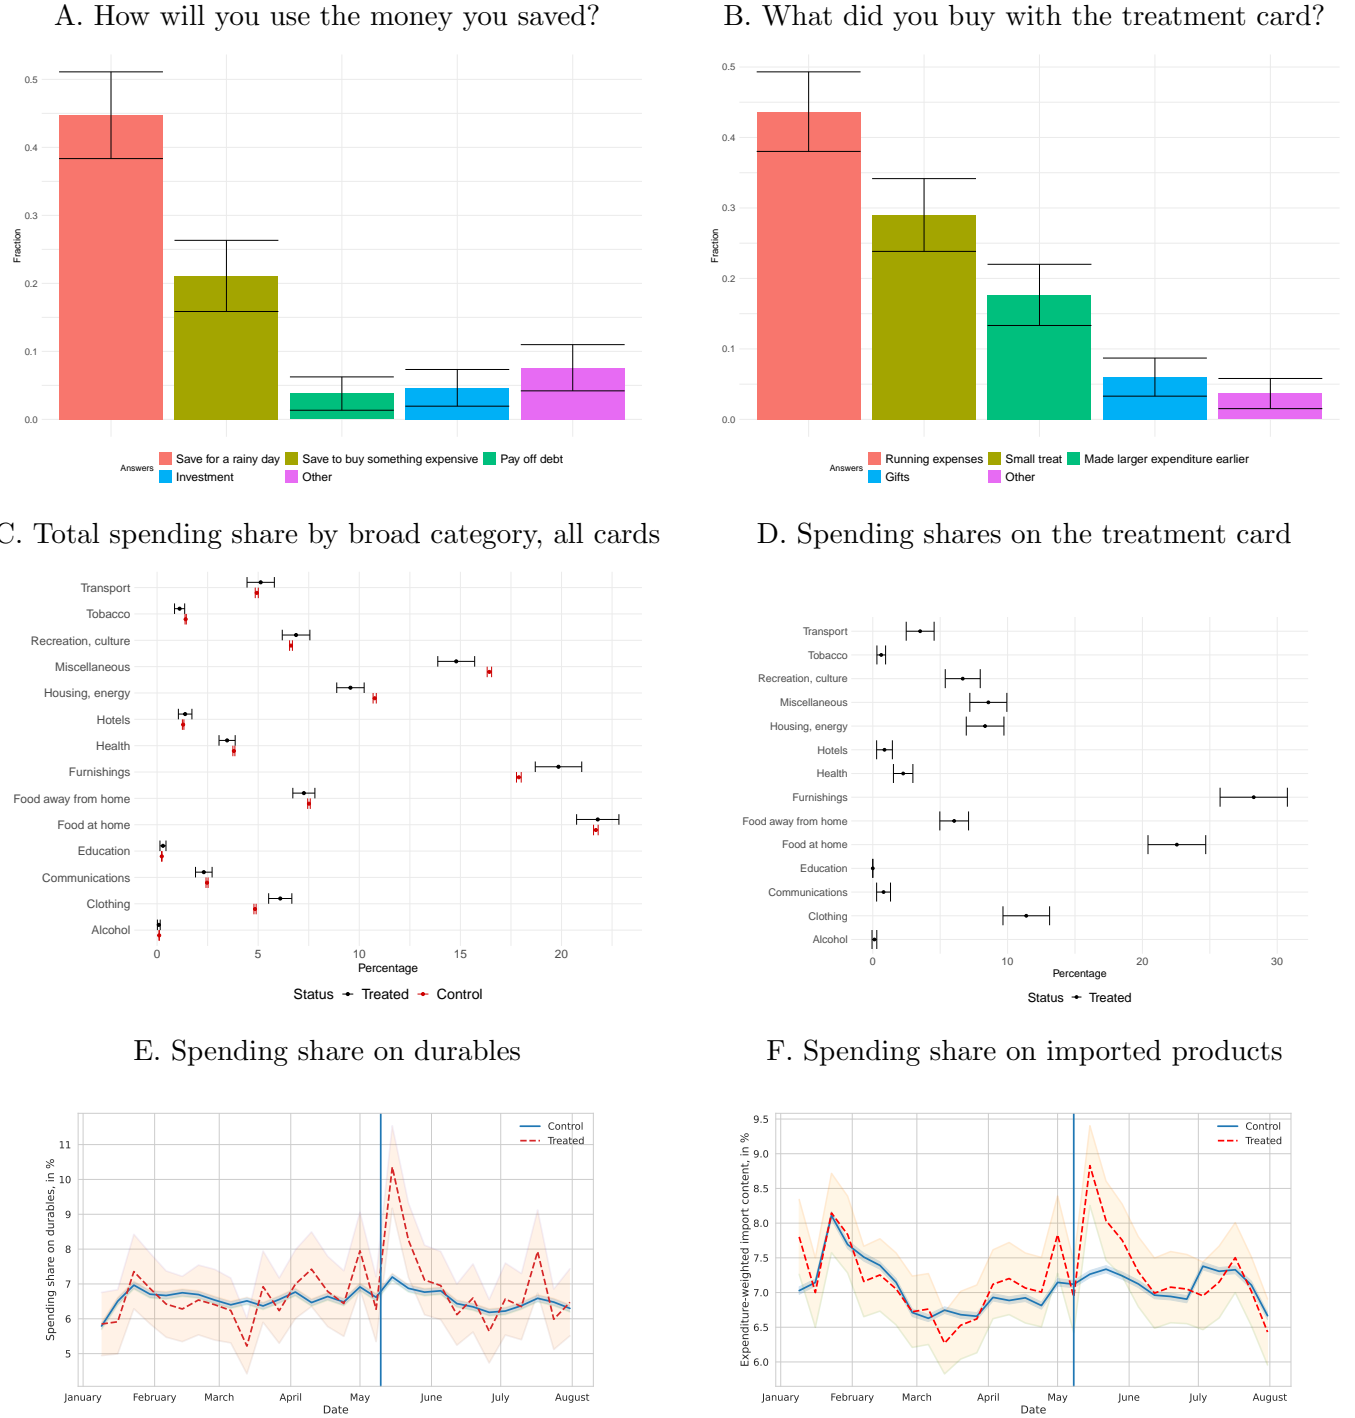 A. How will you use the money you saved?
0.5
0.4
0.3
0.2
0.1
0.0
Fraction
Answers
Save for a rainy day
Save to buy something expensive
Pay off debt
Investment
Other
B. What did you buy with the treatment card?
0.5
0.4
0.3
0.2
0.1
0.0
Fraction
Answers
Running expenses
Small treat
Made larger expenditure earlier
Gifts
Other
C. Total spending share by broad category, all cards
Transport
Tobacco
Recreation, culture
Miscellaneous
Housing, energy
Hotels
Health
Furnishings
Food away from home
Food at home
Education
Communications
Clothing
Alcohol
0 5 10 15 20
Percentage
Status Treated Control
D. Spending shares on the treatment card
Transport
Tobacco
Recreation, culture
Miscellaneous
Housing, energy
Hotels
Health
Furnishings
Food away from home
Food at home
Education
Communications
Clothing
Alcohol
0 10 20 30
Percentage
Status Treated
E. Spending share on durables
Control
Treated
11
10
9
8
7
6
5
Spending share on durables, in %
January February March April May June July August
Date
F. Spending share on imported products
Control
Treated
9.5
9.0
8.5
8.0
7.5
7.0
6.5
6.0
Expenditure-weighted import content, in %
January February March April May June July August
Date